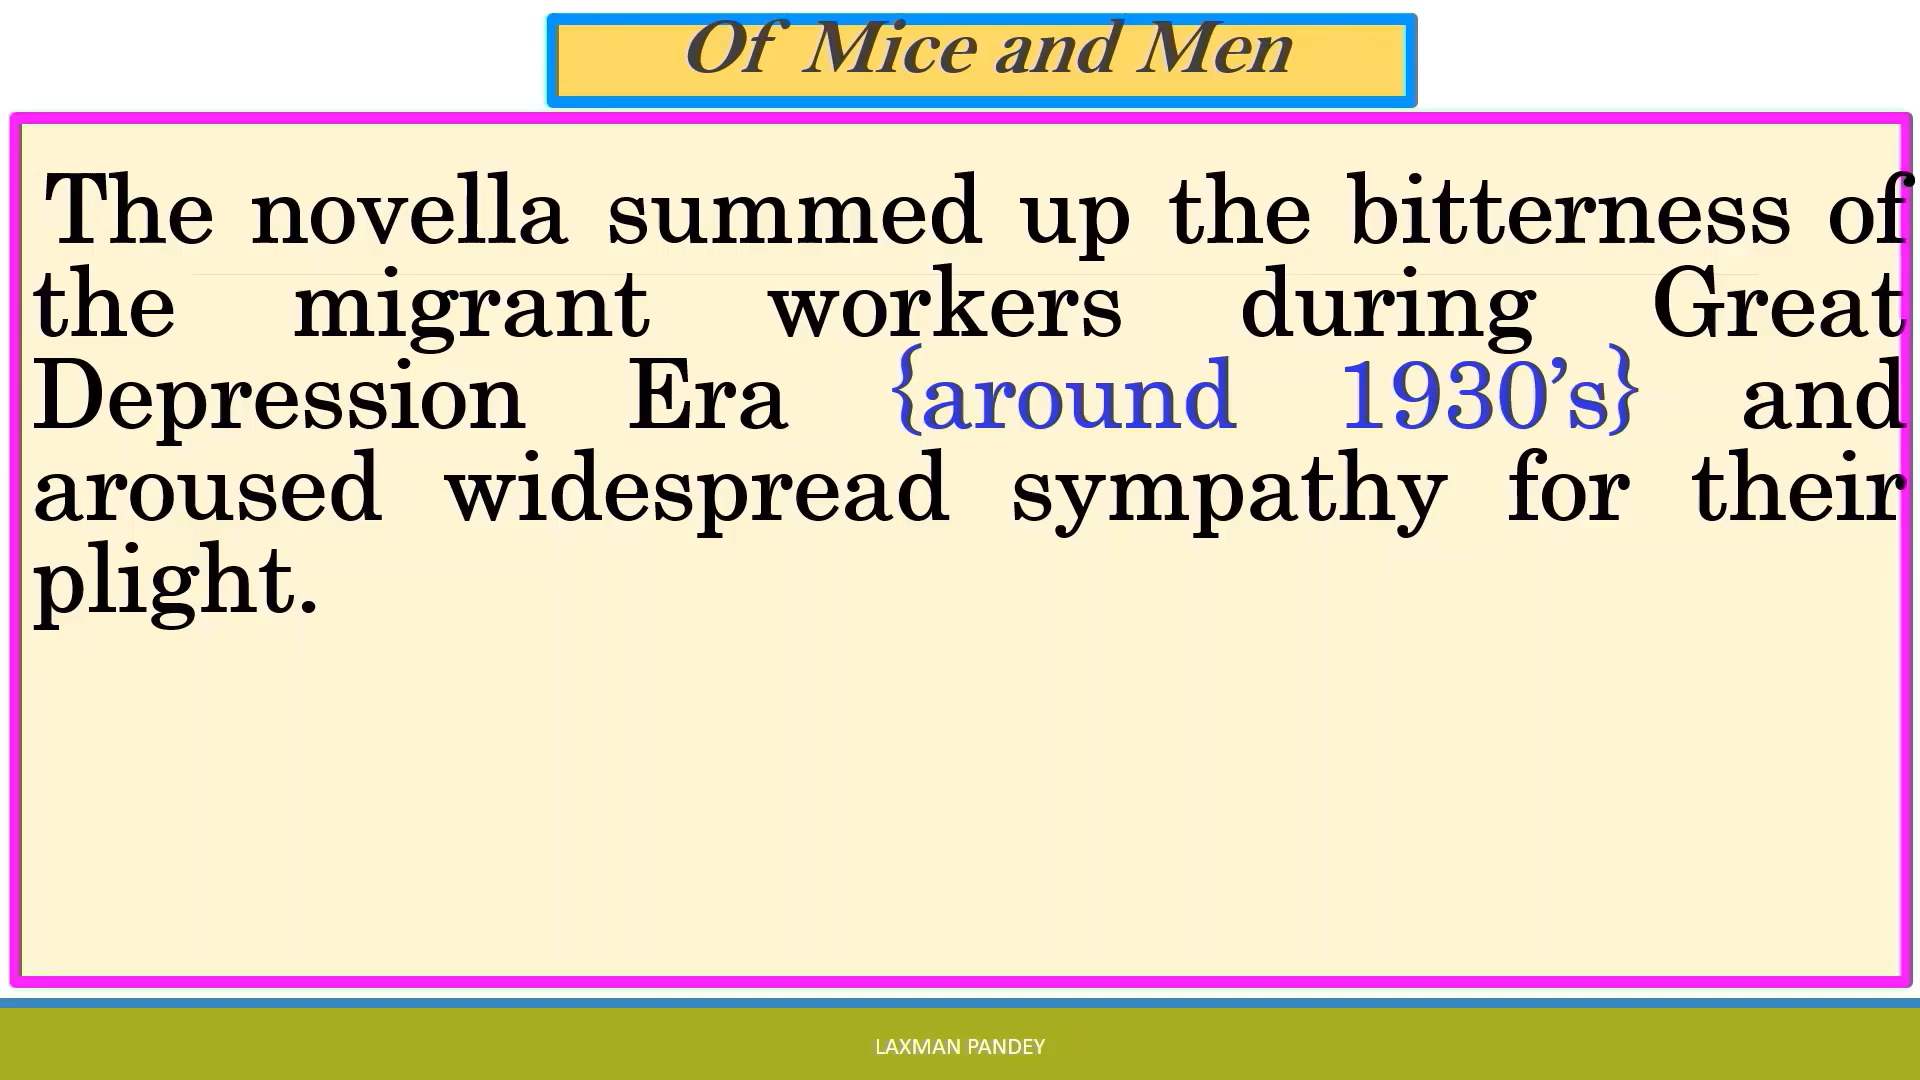 Of Mice and Men
The novella summed up the bitterness of
the migrant workers during Great
Depression Era {around 1930’s} and
aroused widespread sympathy for their
plight.
LAXMAN PANDEY